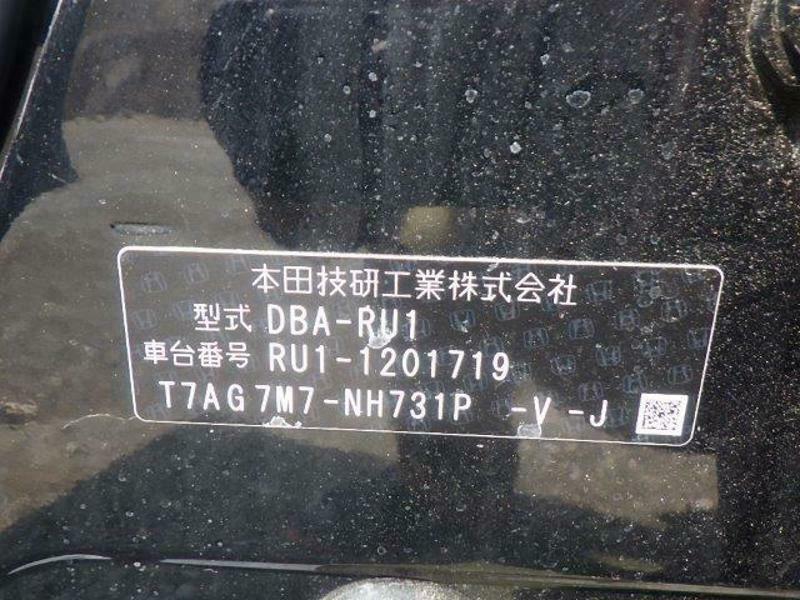 本田技研工業株式会社
型式 DBA-RU1
車台番号 RU1-1201719
T7AG7M7-NH731P -V -J